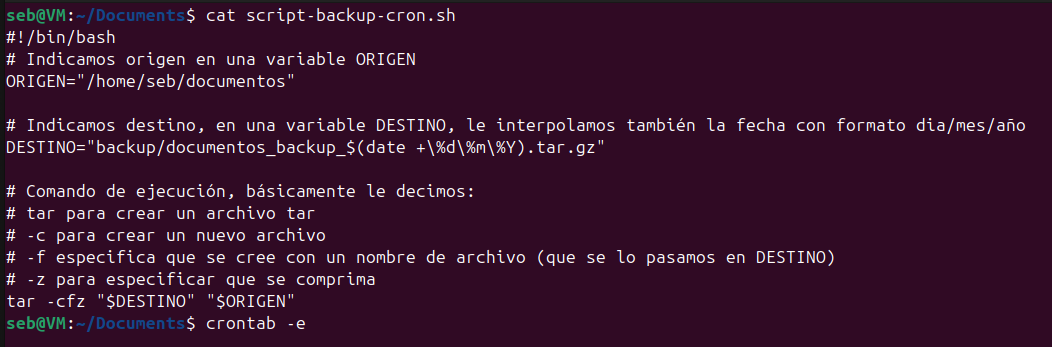 seb@VM:~/Documents$ cat script-backup-cron.sh
#!/bin/bash
# Indicamos origen en una variable ORIGEN
ORIGEN="/home/seb/documentos"
# Indicamos destino, en una variable DESTINO, le interpolamos también la fecha con formato dia/mes/año
DESTINO="backup/documentos_backup_$(date +\%d\%m\%Y).tar.gz"
# Comando de ejecución, básicamente le decimos:
# tar para crear un archivo tar
# -c para crear un nuevo archivo
# -f especifica que se cree con un nombre de archivo (que se lo pasamos en DESTINO)
# -z para especificar que se comprima
tar -cfz "$DESTINO" "$ORIGEN"
seb@VM:~/Documents$ crontab -e